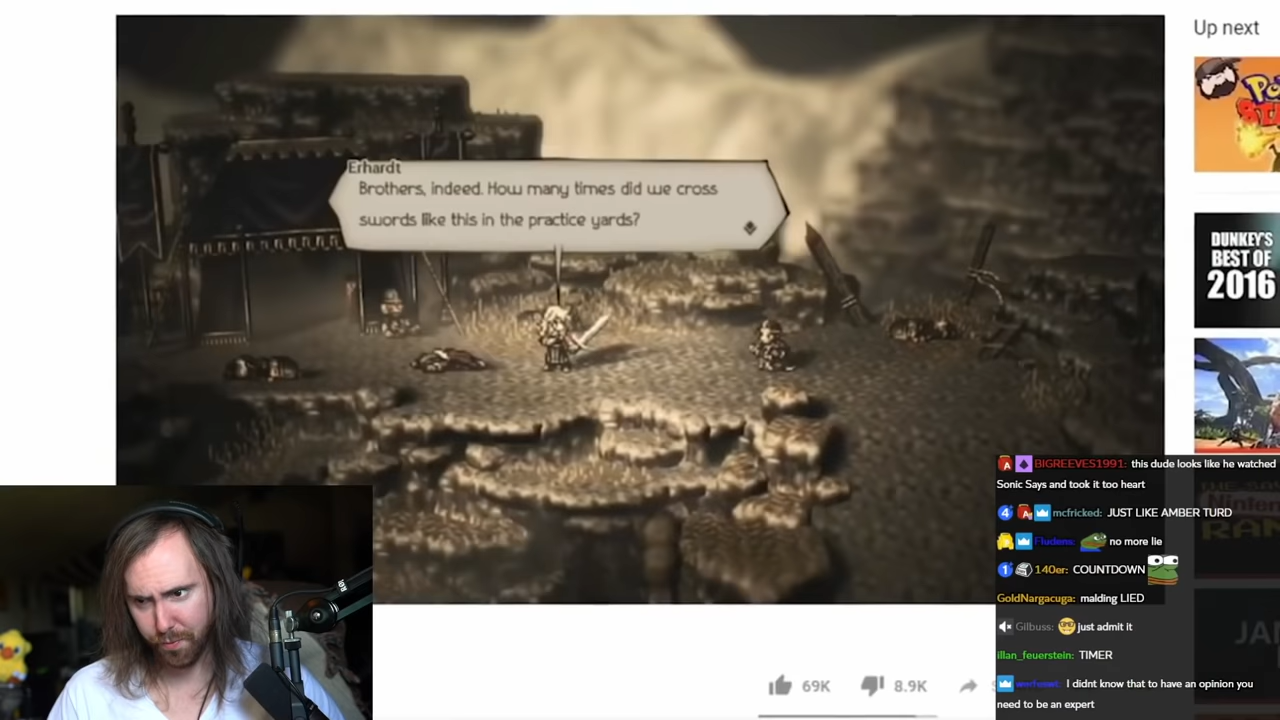 Up next
Erhardt
Brothers, indeed. How many times did we cross
swords like this in the practice yards?
DUNKEY'S
BEST OF
2016
BIGREEVES1991: this dude looks like he watched
Sonic Says and took it too heart
mcfricked: JUST LIKE AMBER TURD
Fludens: no more lie
140er: COUNTDOWN
GoldNargacuga: malding LIED
Gilbuss: just admit it
illan_feuerstein: TIMER
I didnt know that to have an opinion you
need to be an expert
69K
8.9K